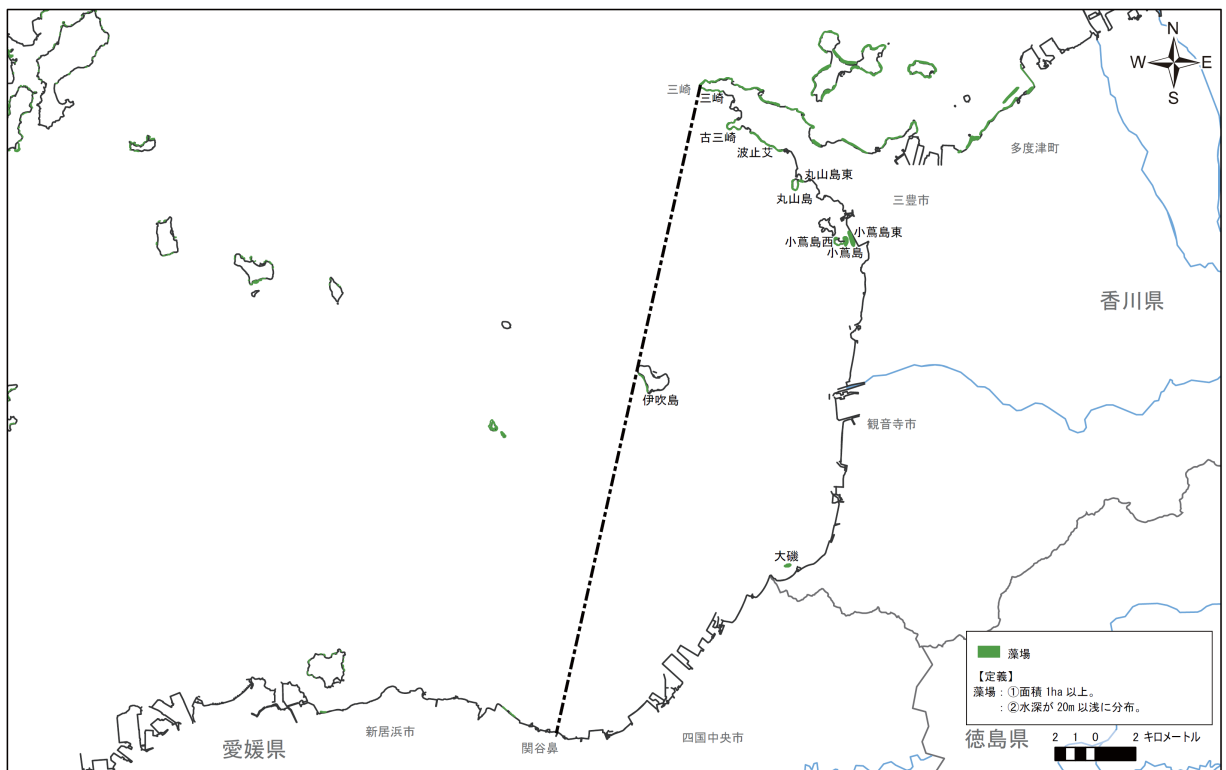 N
W
E
S
三崎
三崎
古三崎
波止艾
多度津町
丸山島東
丸山島
三豊市
小蔦島東
小蔦島西
小蔦島
香川県
伊吹島
観音寺市
大磯
藻場
【定義】
藻場：①面積 1ha 以上。
：②水深が 20m 以浅に分布。
新居浜市
関谷鼻
四国中央市
愛媛県
徳島県
2 1 0 2 キロメートル